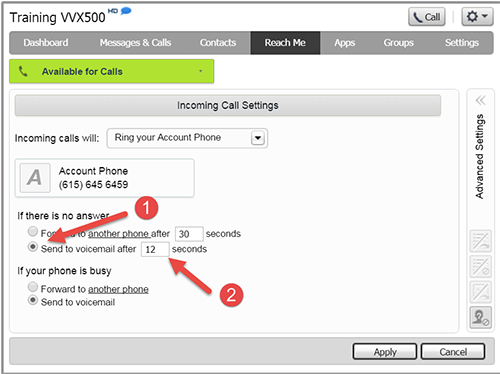 Training VVX500 HD
Call
Dashboard Messages & Calls Contacts Reach Me Apps Groups Settings
Available for Calls
Incoming Call Settings
Incoming calls will: Ring your Account Phone
A Account Phone
(615) 645 6459
If there is no answer
1
Forward to another phone after 30 seconds
Send to voicemail after 12 seconds
2
If your phone is busy
Forward to another phone
Send to voicemail
Advanced Settings
Apply Cancel